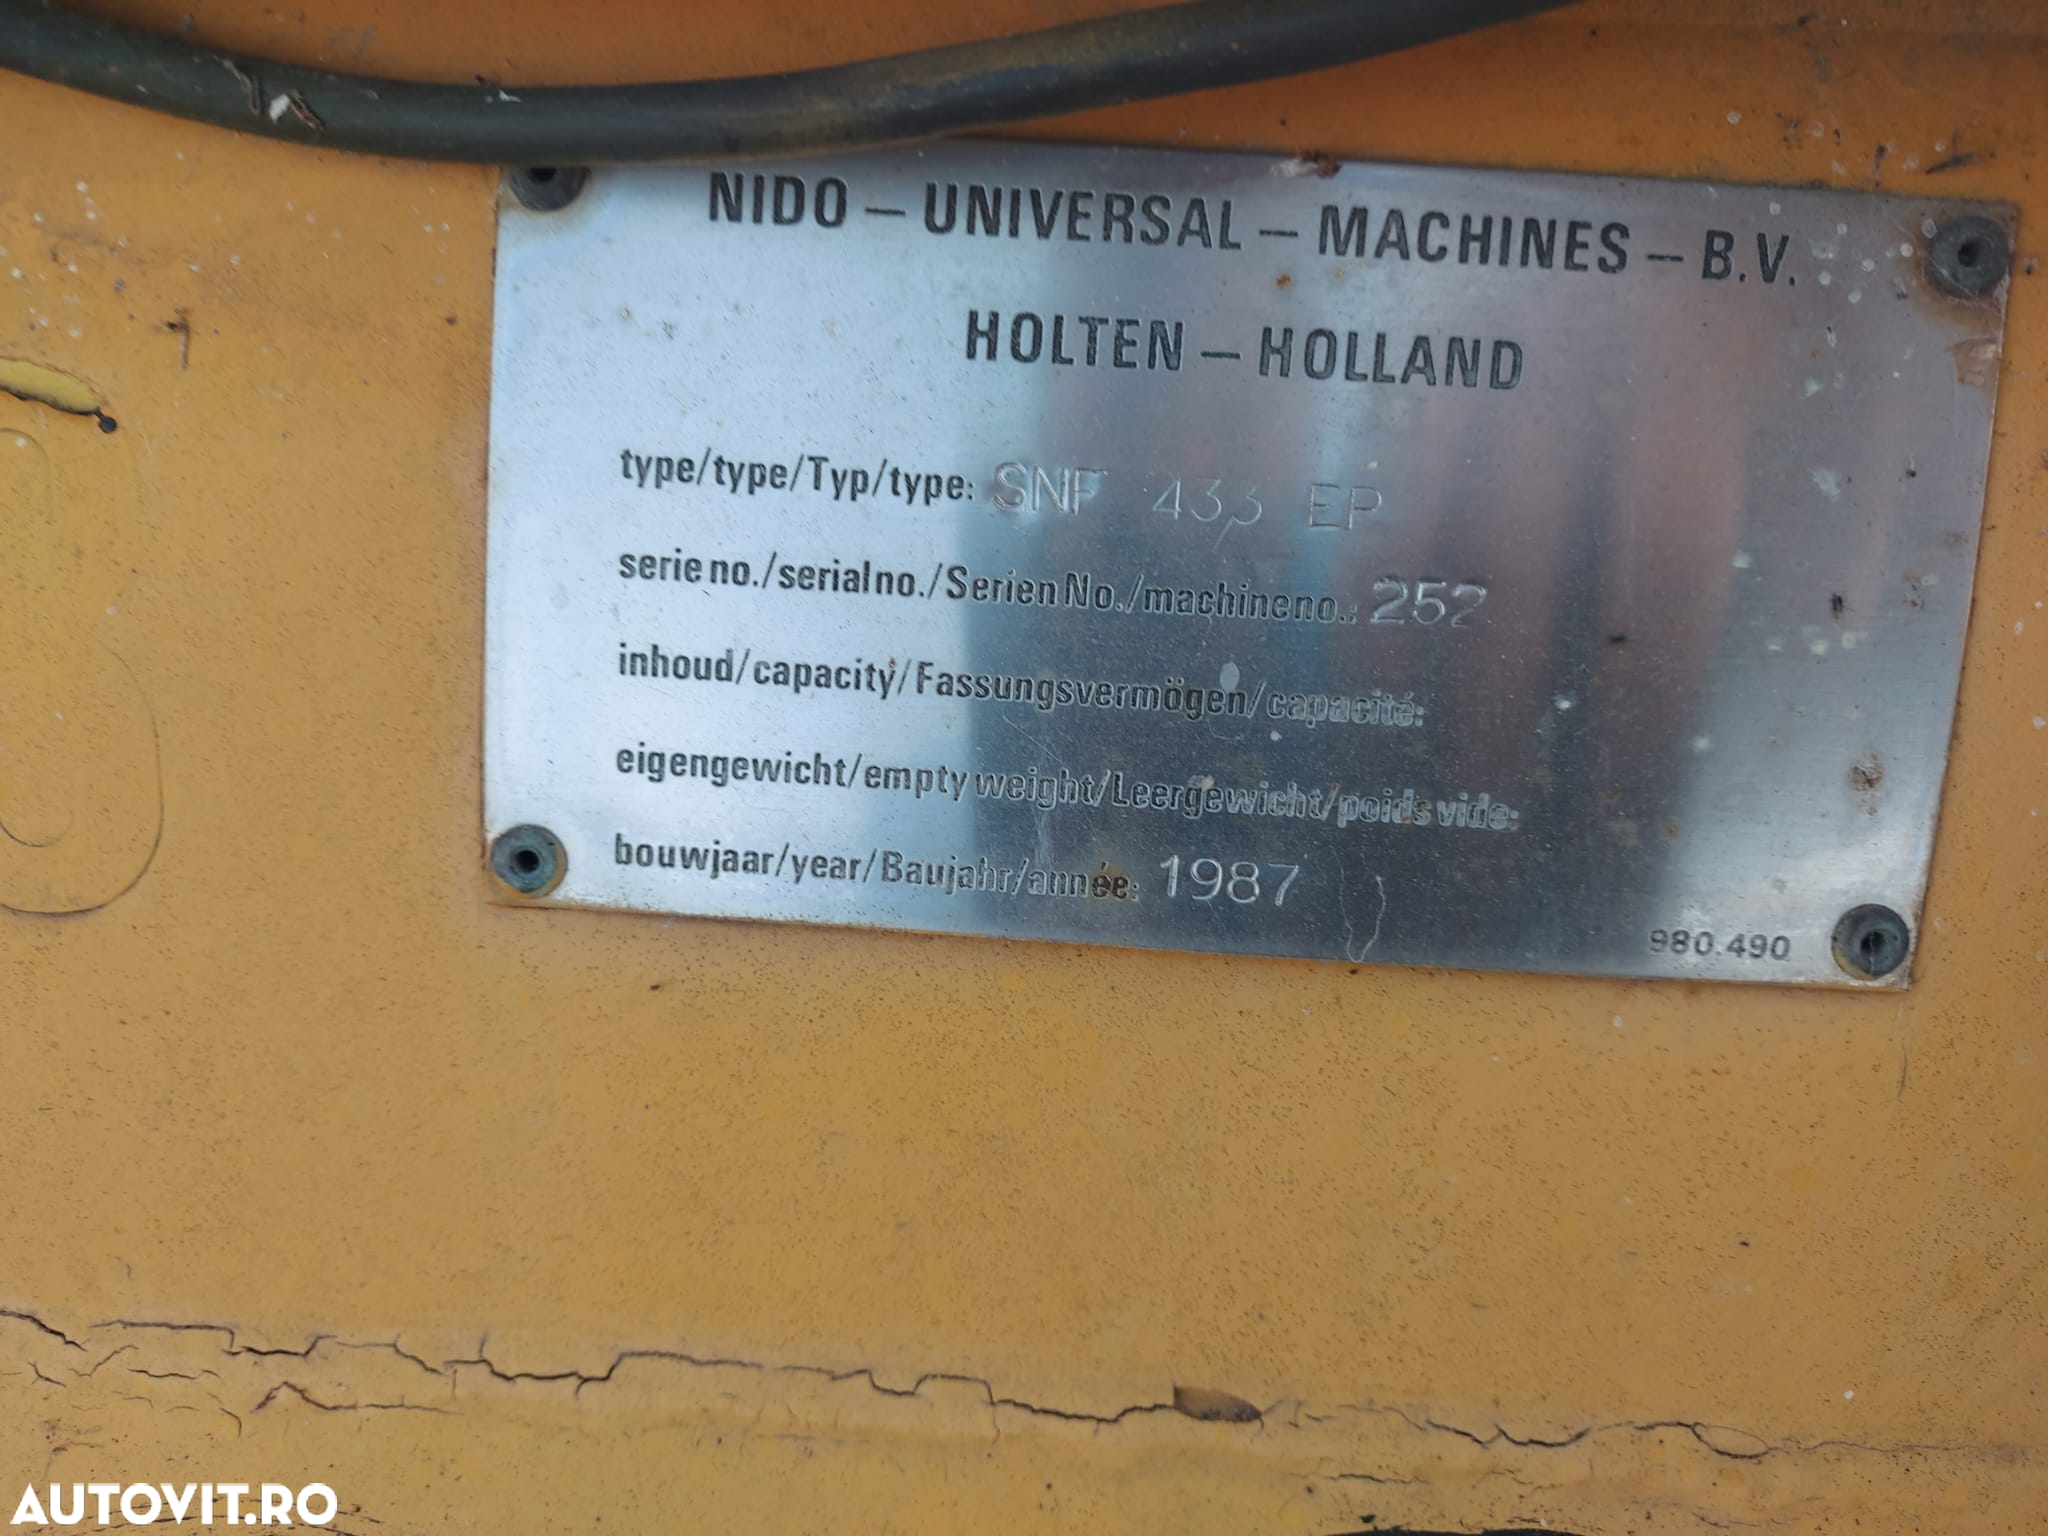 NIDO – UNIVERSAL – MACHINES – B.V.
HOLTEN – HOLLAND
type/type/Typ/type: SNF 433 EP
serie no./serial no./Serien No./machine no.: 252
inhoud/capacity/Fassungsvermögen/capacité:
eigengewicht/empty weight/Leergewicht/poids vide:
bouwjaar/year/Baujahr/année: 1987
980.490
AUTOVIT.RO